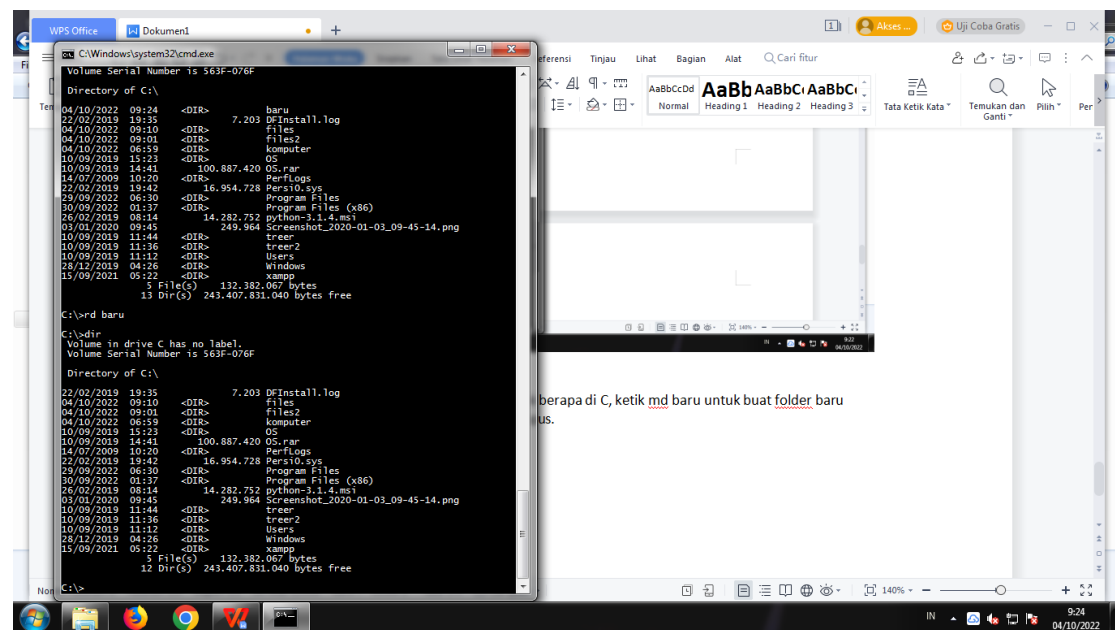 WPS Office
Dokumen1
Akses ...
Uji Coba Gratis
C:\Windows\system32\cmd.exe
eferensi Tinjau Lihat Bagian Alat Cari fitur
AaBbCcDd AaBb AaBbC AaBbC
Normal Heading 1 Heading 2 Heading 3
Tata Ketik Kata
Temukan dan Ganti
Pilih
Per
Volume Serial Number is 563F-076F
Directory of C:\
04/10/2022 09:24 <DIR> baru
22/02/2019 19:35 7.203 DFInstall.log
04/10/2022 09:10 <DIR> files
04/10/2022 09:01 <DIR> files2
04/10/2022 06:59 <DIR> komputer
10/09/2019 15:23 <DIR> OS
10/09/2019 14:41 100.887.420 OS.rar
14/07/2009 10:20 <DIR> PerfLogs
22/02/2019 19:42 16.954.728 Persi0.sys
29/09/2022 06:30 <DIR> Program Files
30/09/2022 01:37 <DIR> Program Files (x86)
26/02/2019 08:14 14.282.752 python-3.1.4.msi
03/01/2020 09:45 249.964 Screenshot_2020-01-03_09-45-14.png
10/09/2019 11:44 <DIR> treer
10/09/2019 11:36 <DIR> treer2
10/09/2019 11:12 <DIR> Users
28/12/2019 04:26 <DIR> Windows
15/09/2021 05:22 <DIR> xampp
5 File(s) 132.382.067 bytes
13 Dir(s) 243.407.831.040 bytes free
C:\>rd baru
C:\>dir
Volume in drive C has no label.
Volume Serial Number is 563F-076F
Directory of C:\
22/02/2019 19:35 7.203 DFInstall.log
04/10/2022 09:10 <DIR> files
04/10/2022 09:01 <DIR> files2
04/10/2022 06:59 <DIR> komputer
10/09/2019 15:23 <DIR> OS
10/09/2019 14:41 100.887.420 OS.rar
14/07/2009 10:20 <DIR> PerfLogs
22/02/2019 19:42 16.954.728 Persi0.sys
29/09/2022 06:30 <DIR> Program Files
30/09/2022 01:37 <DIR> Program Files (x86)
26/02/2019 08:14 14.282.752 python-3.1.4.msi
03/01/2020 09:45 249.964 Screenshot_2020-01-03_09-45-14.png
10/09/2019 11:44 <DIR> treer
10/09/2019 11:36 <DIR> treer2
10/09/2019 11:12 <DIR> Users
28/12/2019 04:26 <DIR> Windows
15/09/2021 05:22 <DIR> xampp
5 File(s) 132.382.067 bytes
12 Dir(s) 243.407.831.040 bytes free
C:\>
140%
IN
9:22
04/10/2022
berapa di C, ketik md baru untuk buat folder baru
us.
140%
IN
9:24
04/10/2022